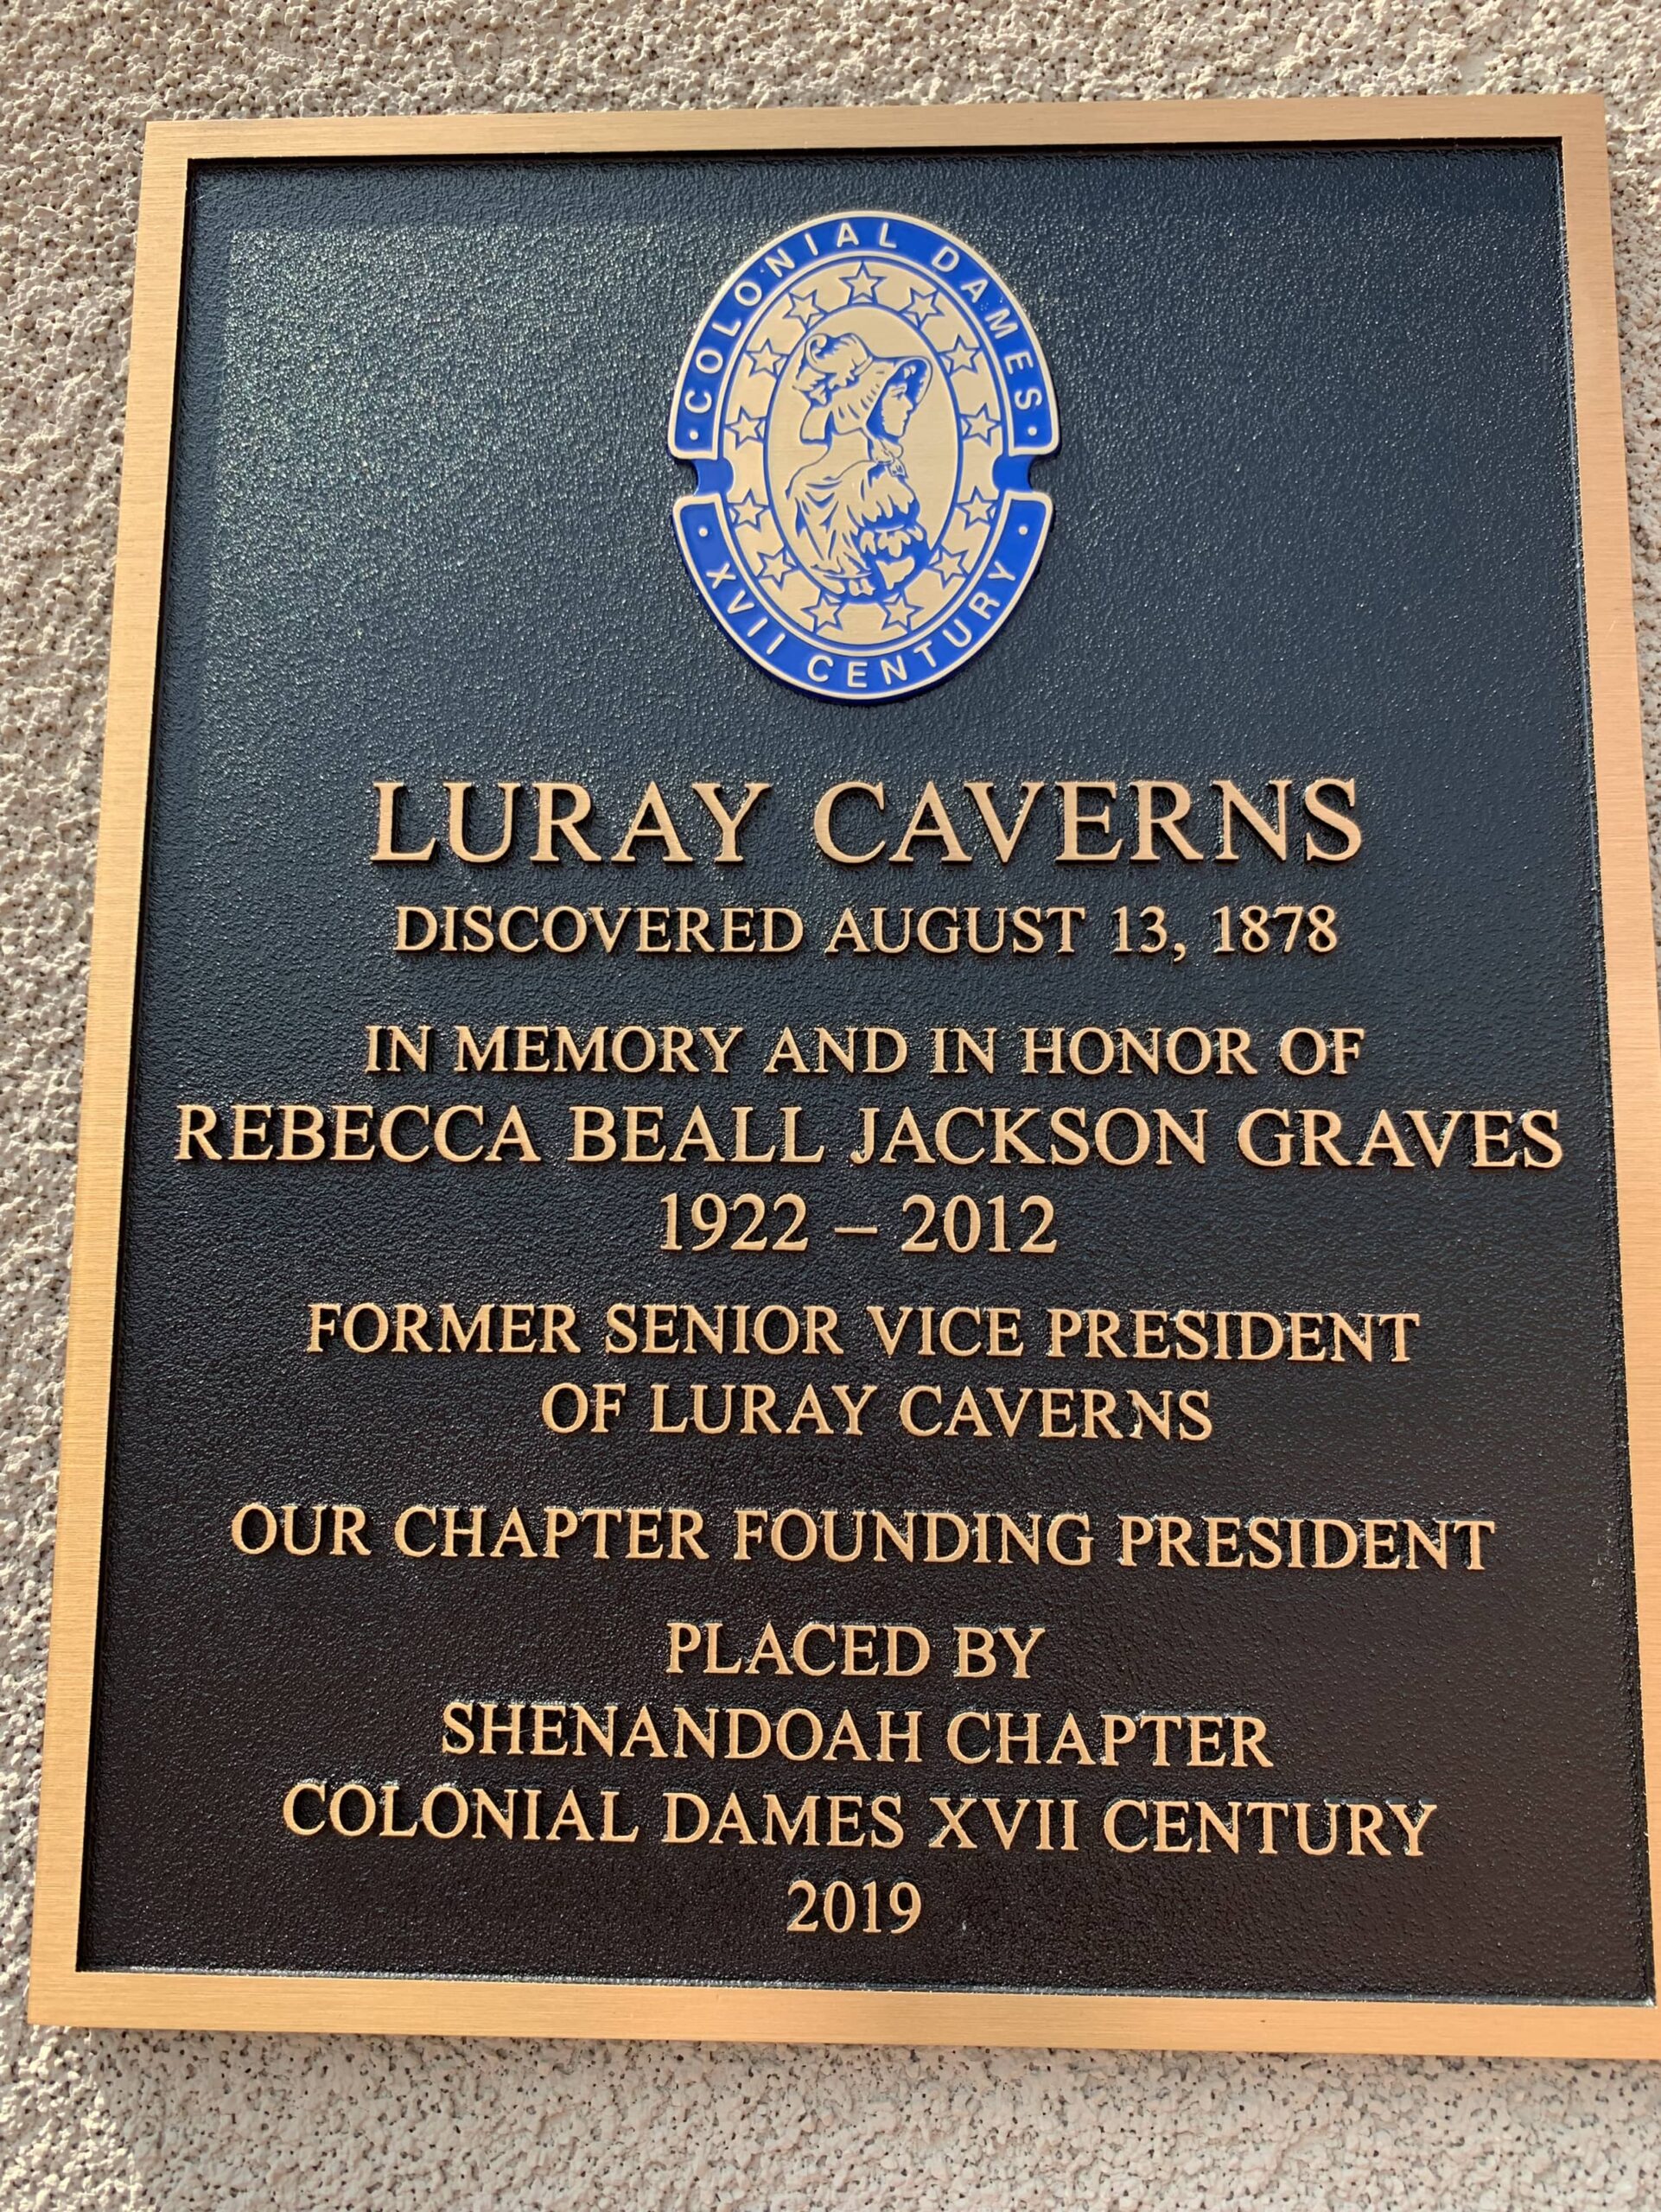 COLONIAL DAMES
XVII CENTURY
LURAY CAVERNS
DISCOVERED AUGUST 13, 1878
IN MEMORY AND IN HONOR OF
REBECCA BEALL JACKSON GRAVES
1922 – 2012
FORMER SENIOR VICE PRESIDENT
OF LURAY CAVERNS
OUR CHAPTER FOUNDING PRESIDENT
PLACED BY
SHENANDOAH CHAPTER
COLONIAL DAMES XVII CENTURY
2019